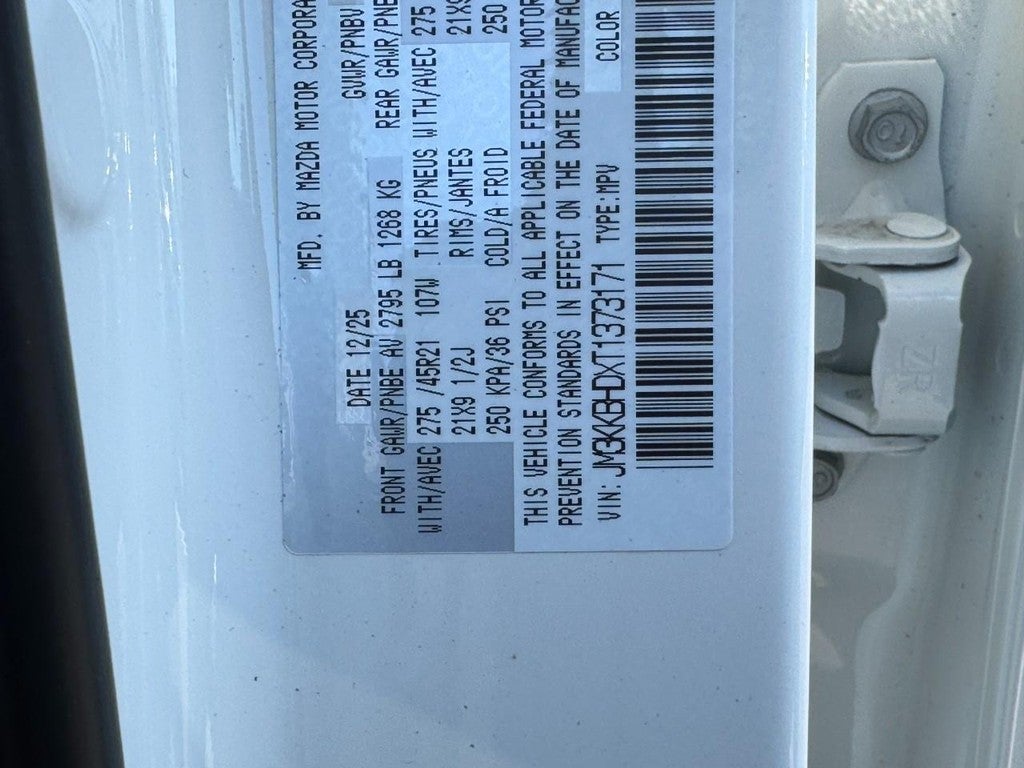 MFD. BY MAZDA MOTOR CORPORA
DATE 12/25 GVWR/PNBV
FRONT GAWR/PNBE AV 2795 LB 1268 KG REAR GAWR/PNBE
WITH/AVEC 275 /45R21 107W TIRES/PNEUS WITH/AVEC 275
21X9 1/2J RIMS/JANTES 21X9
250 KPA/36 PSI COLD/A FROID 250
THIS VEHICLE CONFORMS TO ALL APPLICABLE FEDERAL MOTOR
PREVENTION STANDARDS IN EFFECT ON THE DATE OF MANUFAC
VIN: JM3KKBHDXT1373171 TYPE:MPV COLOR